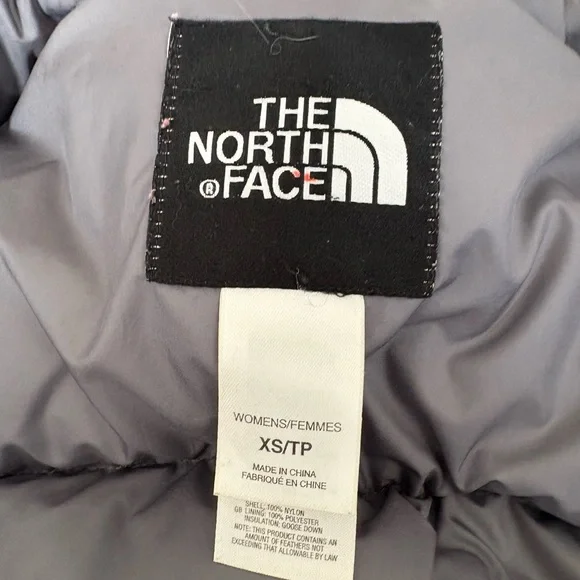 THE
NORTH
® FACE
WOMENS/FEMMES
XS/TP
MADE IN CHINA
FABRIQUÉ EN CHINE
SHELL: 100% NYLON
GB LINING: 100% POLYESTER
INSULATION: GOOSE DOWN
NOTE: THIS PRODUCT CONTAINS AN
AMOUNT OF FEATHERS NOT
EXCEEDING THAT ALLOWABLE BY LAW